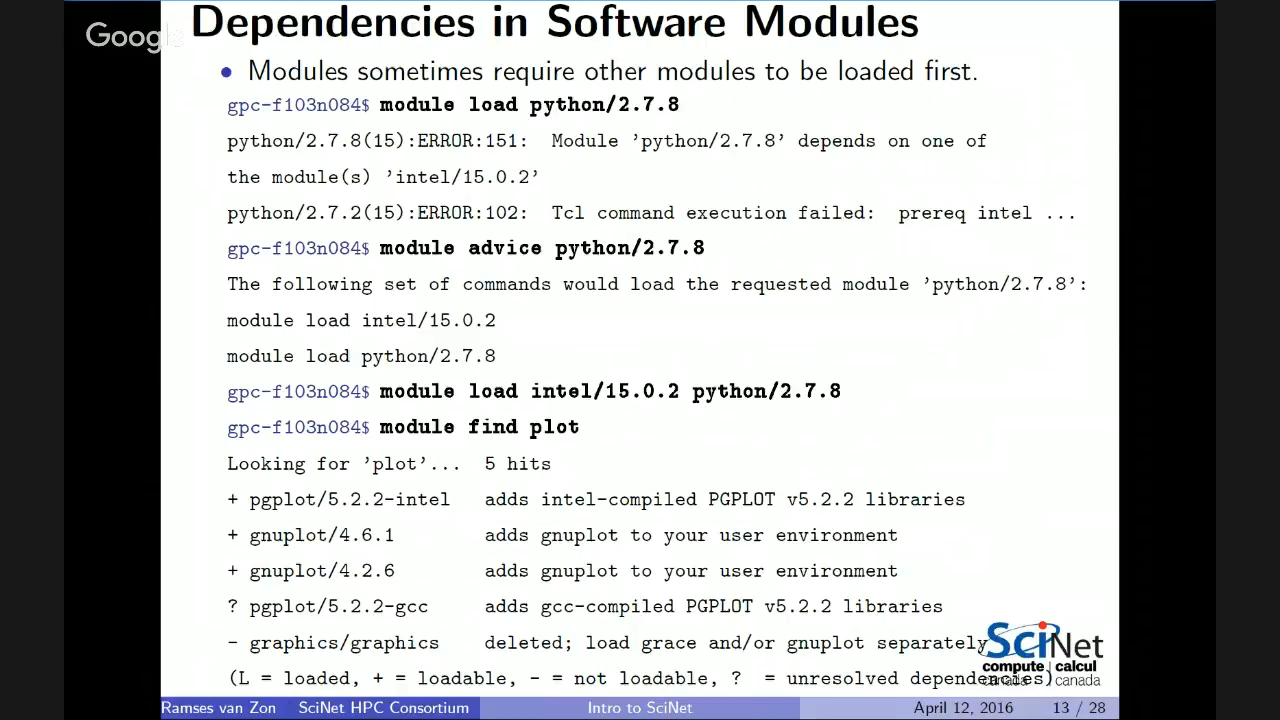 Google
Dependencies in Software Modules
• Modules sometimes require other modules to be loaded first.
gpc-f103n084$ module load python/2.7.8
python/2.7.8(15):ERROR:151: Module ’python/2.7.8’ depends on one of
the module(s) ’intel/15.0.2’
python/2.7.2(15):ERROR:102: Tcl command execution failed: prereq intel ...
gpc-f103n084$ module advice python/2.7.8
The following set of commands would load the requested module ’python/2.7.8’:
module load intel/15.0.2
module load python/2.7.8
gpc-f103n084$ module load intel/15.0.2 python/2.7.8
gpc-f103n084$ module find plot
Looking for ’plot’... 5 hits
+ pgplot/5.2.2-intel adds intel-compiled PGPLOT v5.2.2 libraries
+ gnuplot/4.6.1 adds gnuplot to your user environment
+ gnuplot/4.2.6 adds gnuplot to your user environment
? pgplot/5.2.2-gcc adds gcc-compiled PGPLOT v5.2.2 libraries
- graphics/graphics deleted; load grace and/or gnuplot separately
(L = loaded, + = loadable, - = not loadable, ? = unresolved dependencies)
SciNet
compute | calcul
canada canada
Ramses van Zon SciNet HPC Consortium Intro to SciNet April 12, 2016 13 / 28